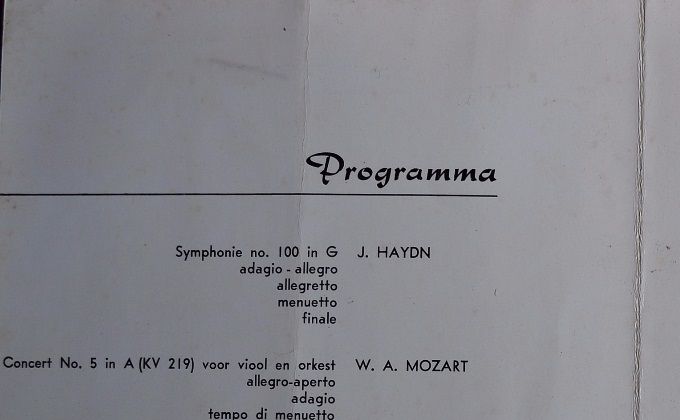 Programma
Symphonie no. 100 in G J. HAYDN
adagio - allegro
allegretto
menuetto
finale
Concert No. 5 in A (KV 219) voor viool en orkest W. A. MOZART
allegro-aperto
adagio
tempo di menuetto